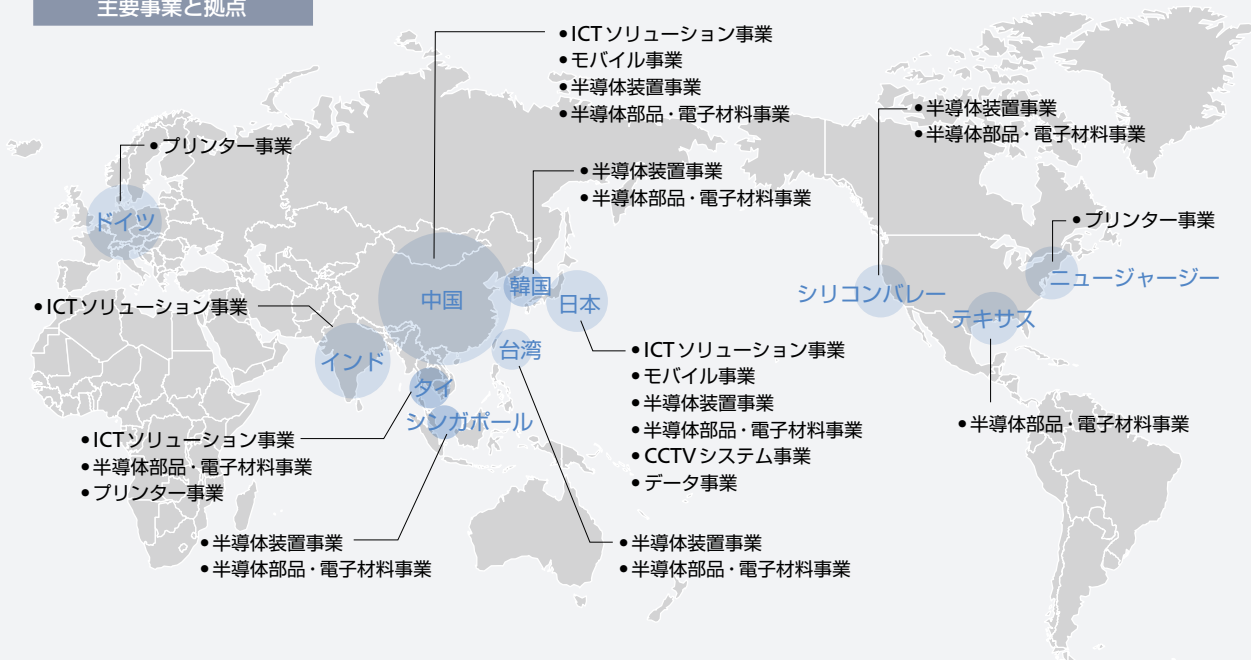 主要事業と拠点
•ICTソリューション事業
•モバイル事業
•半導体装置事業
•半導体部品・電子材料事業
•半導体装置事業
•半導体部品・電子材料事業
•プリンター事業
•半導体装置事業
•半導体部品・電子材料事業
•プリンター事業
ドイツ
ニュージャージー
シリコンバレー
テキサス
中国
韓国
日本
•ICTソリューション事業
インド
台湾
タイ
シンガポール
•ICTソリューション事業
•モバイル事業
•半導体装置事業
•半導体部品・電子材料事業
•CCTVシステム事業
•データ事業
•半導体部品・電子材料事業
•ICTソリューション事業
•半導体部品・電子材料事業
•プリンター事業
•半導体装置事業
•半導体部品・電子材料事業
•半導体装置事業
•半導体部品・電子材料事業